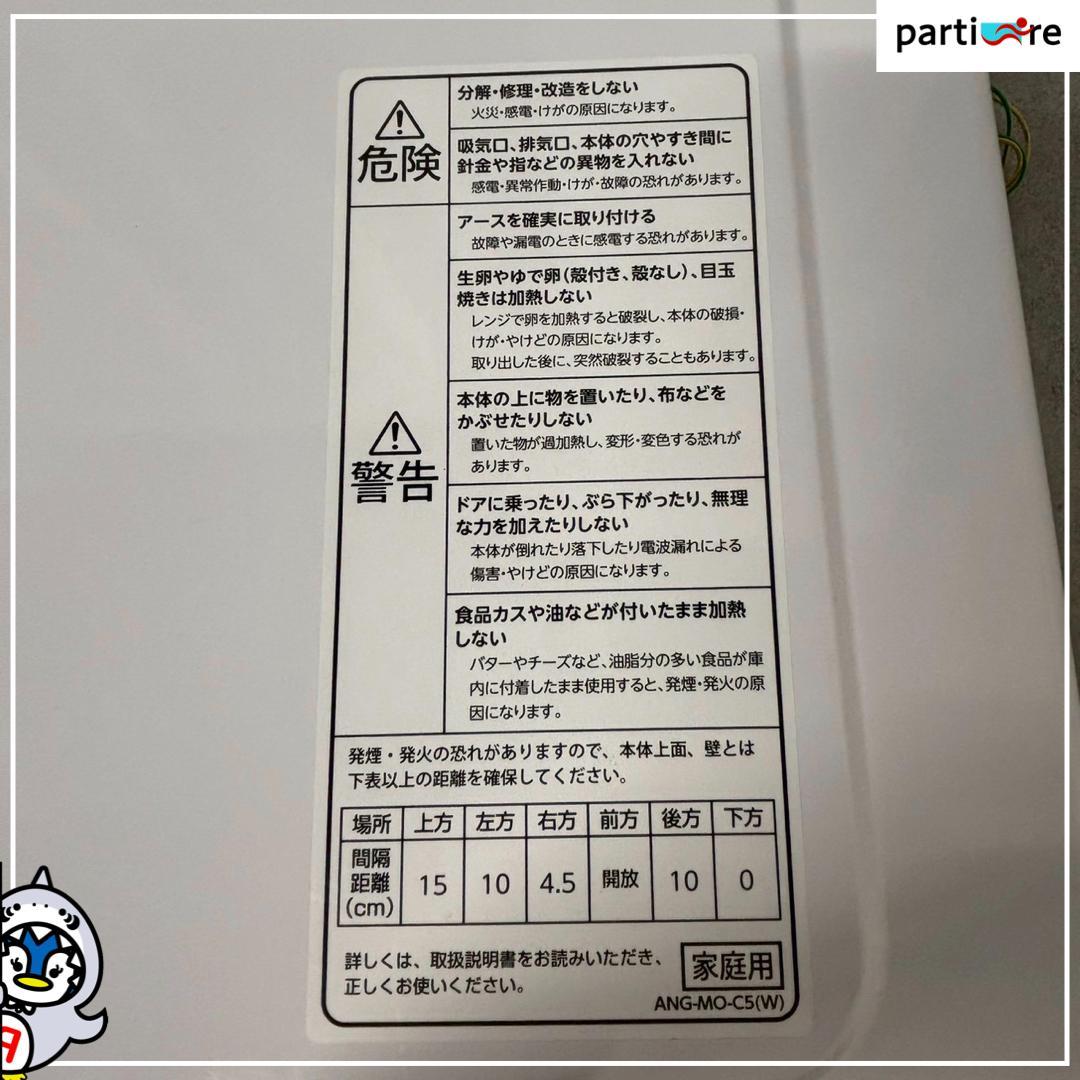 partiore
危険
分解・修理・改造をしない
火災・感電・けがの原因になります。
吸気口、排気口、本体の穴やすき間に
針金や指などの異物を入れない
感電・異常作動・けが・故障の恐れがあります。
警告
アースを確実に取り付ける
故障や漏電のときに感電する恐れがあります。
生卵やゆで卵(殻付き、殻なし)、目玉
焼きは加熱しない
レンジで卵を加熱すると破裂し、本体の破損・
けが・やけどの原因になります。
取り出した後に、突然破裂することもあります。
本体の上に物を置いたり、布などを
かぶせたりしない
置いた物が過加熱し、変形・変色する恐れが
あります。
ドアに乗ったり、ぶら下がったり、無理
な力を加えたりしない
本体が倒れたり落下したり電波漏れによる
傷害・やけどの原因になります。
食品カスや油などが付いたまま加熱
しない
バターやチーズなど、油脂分の多い食品が庫
内に付着したまま使用すると、発煙・発火の原
因になります。
発煙・発火の恐れがありますので、本体上面、壁とは
下表以上の距離を確保してください。
場所 上方 左方 右方 前方 後方 下方
間隔
距離
(cm) 15 10 4.5 開放 10 0
詳しくは、取扱説明書をお読みいただき、
正しくお使いください。
家庭用
ANG-MO-C5(W)